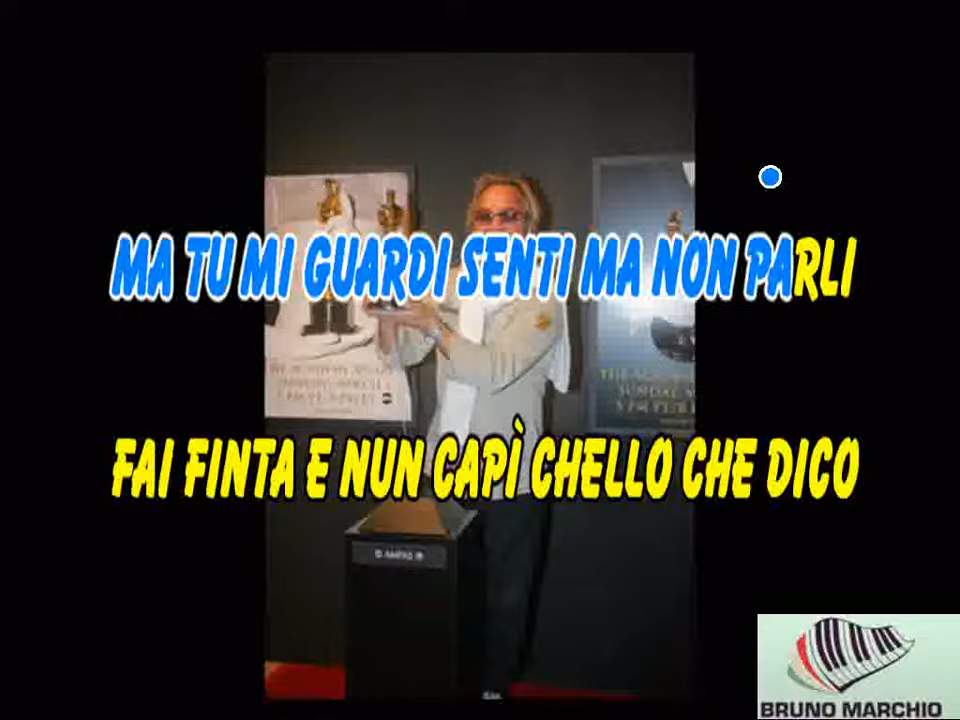 MA TU MI GUARDI SENTI MA NON PARLI
FAI FINTA E NUN CAPÌ CHELLO CHE DICO
BRUNO MARCHIO